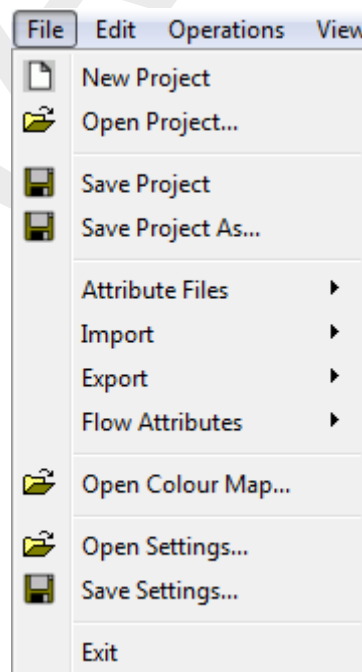 File Edit Operations View
New Project
Open Project...
Save Project
Save Project As...
Attribute Files
Import
Export
Flow Attributes
Open Colour Map...
Open Settings...
Save Settings...
Exit